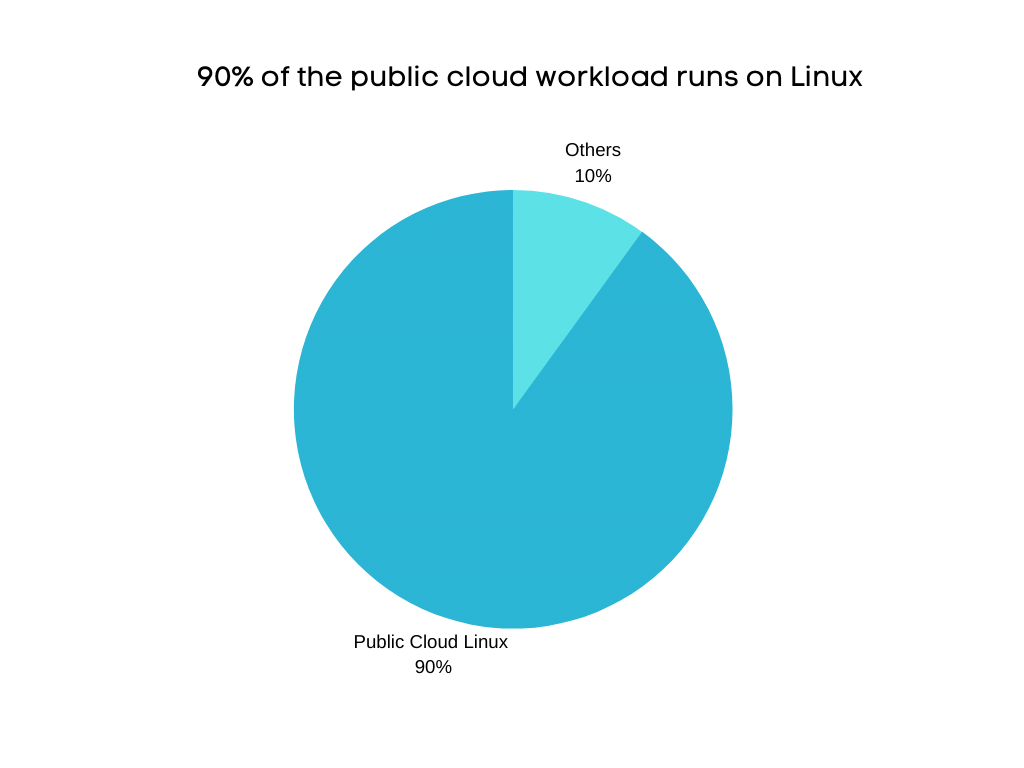 90% of the public cloud workload runs on Linux
Others
10%
Public Cloud Linux
90%